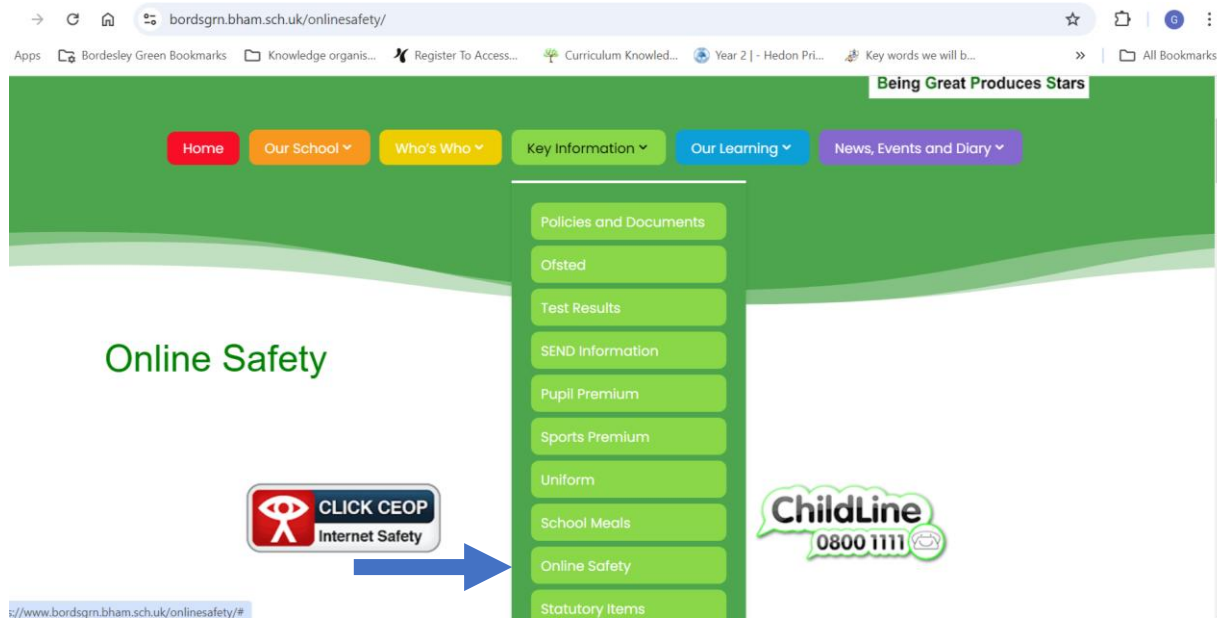 bordsgrn.bham.sch.uk/onlinesafety/
G
Apps Bordesley Green Bookmarks Knowledge organis... Register To Access... Curriculum Knowled... Year 2 | - Hedon Pri... Key words we will b... » All Bookmarks
Being Great Produces Stars
Home Our School Who's Who Key Information Our Learning News, Events and Diary
Policies and Documents
Ofsted
Test Results
Online Safety
SEND Information
Pupil Premium
Sports Premium
Uniform
CLICK CEOP
Internet Safety
School Meals
ChildLine
0800 1111
Online Safety
Statutory Items
s://www.bordsgrn.bham.sch.uk/onlinesafety/#